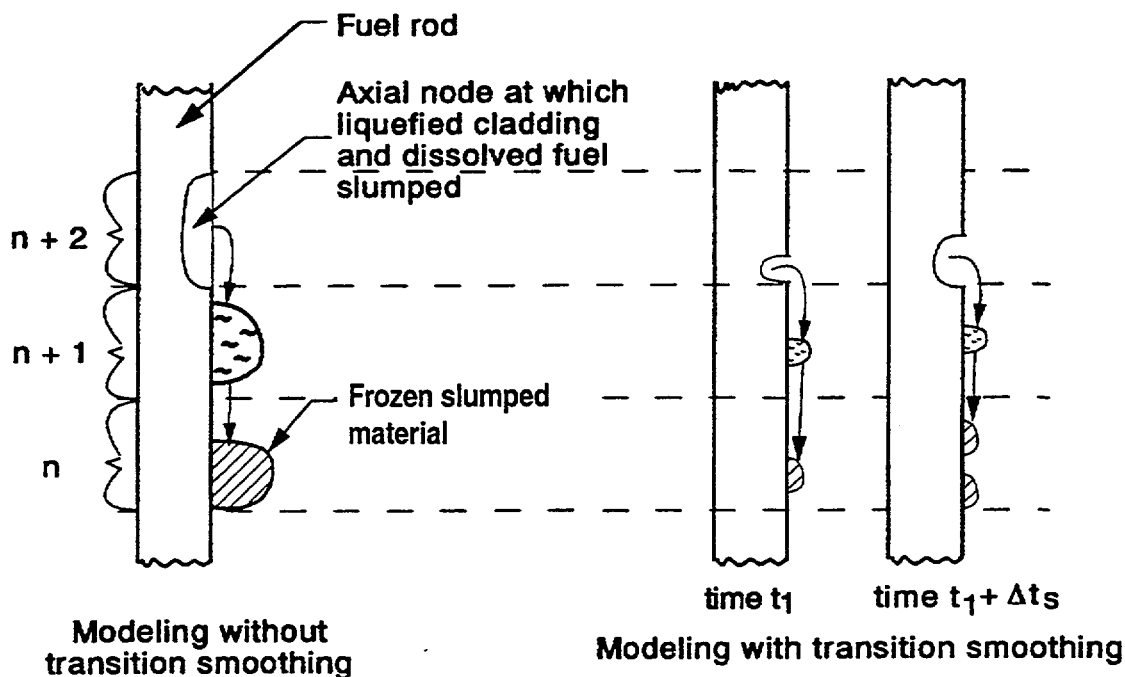 Fuel rod
Axial node at which
liquefied cladding
and dissolved fuel
slumped
n + 2
n + 1
n
Frozen slumped
material
Modeling without
transition smoothing
time t₁
time t₁ + Δts
Modeling with transition smoothing